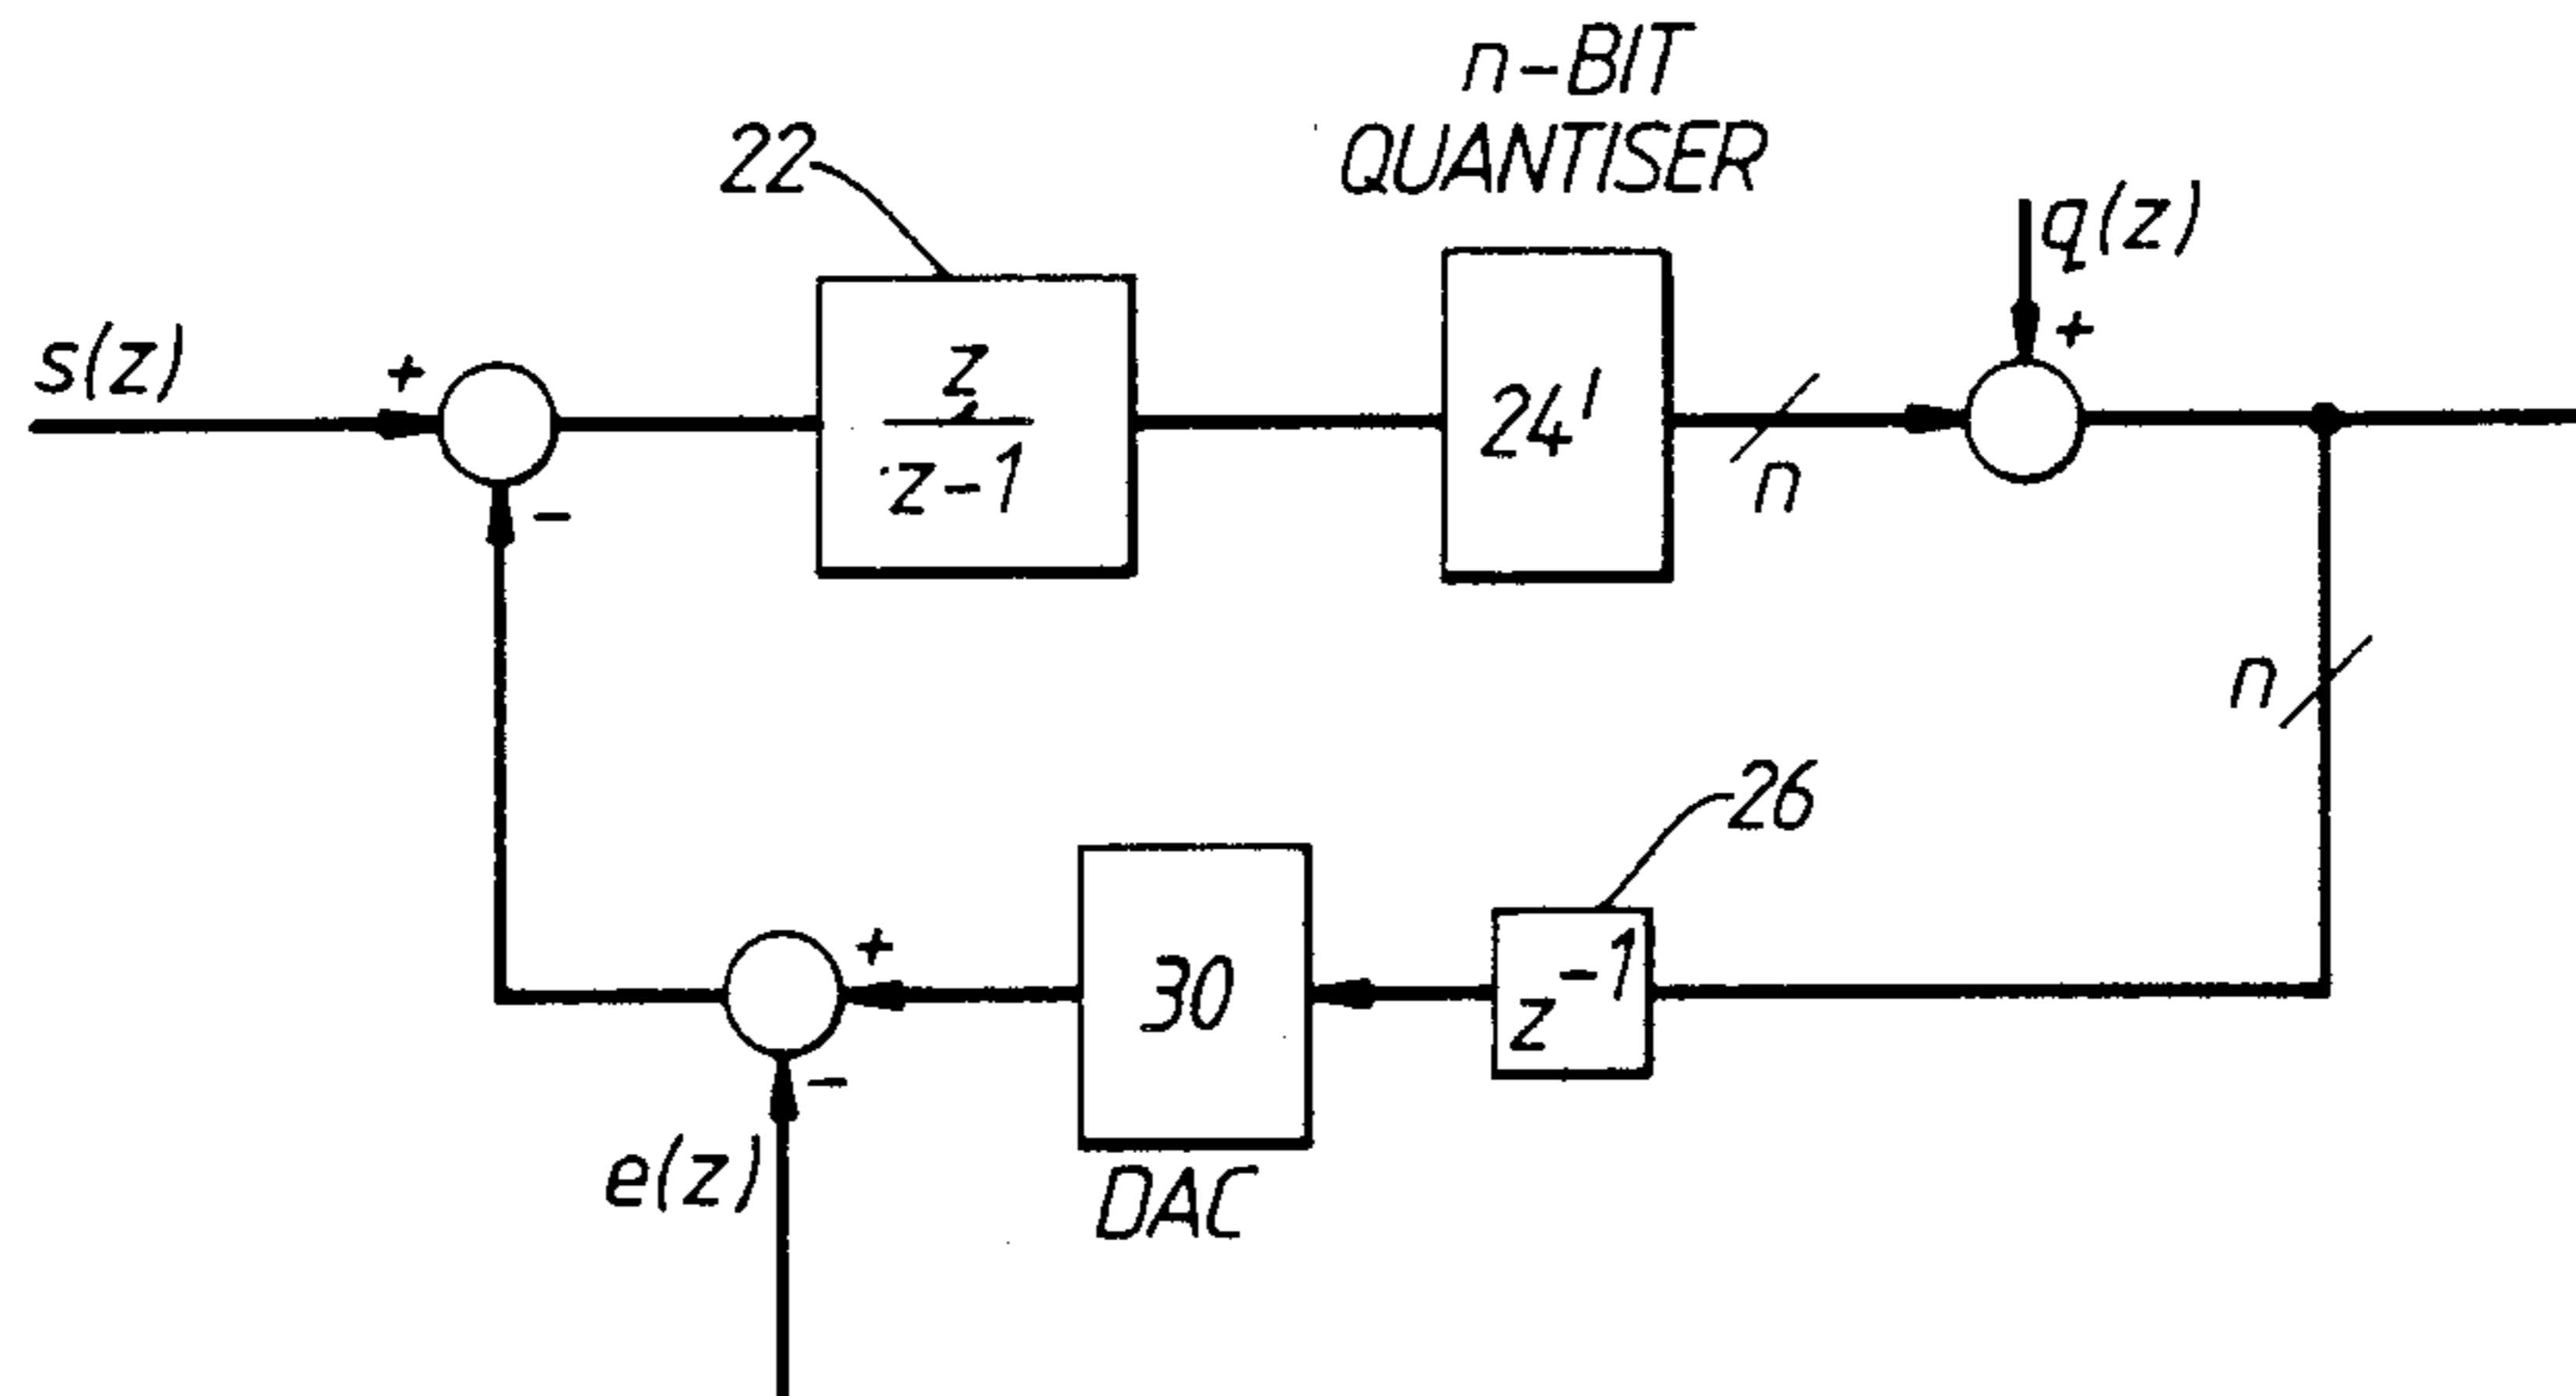 n-BIT
QUANTISER
22
q(z)
s(z)
+
+
z
z-1
24'
n
-
n
26
+
30
z^-1
-
e(z)
DAC